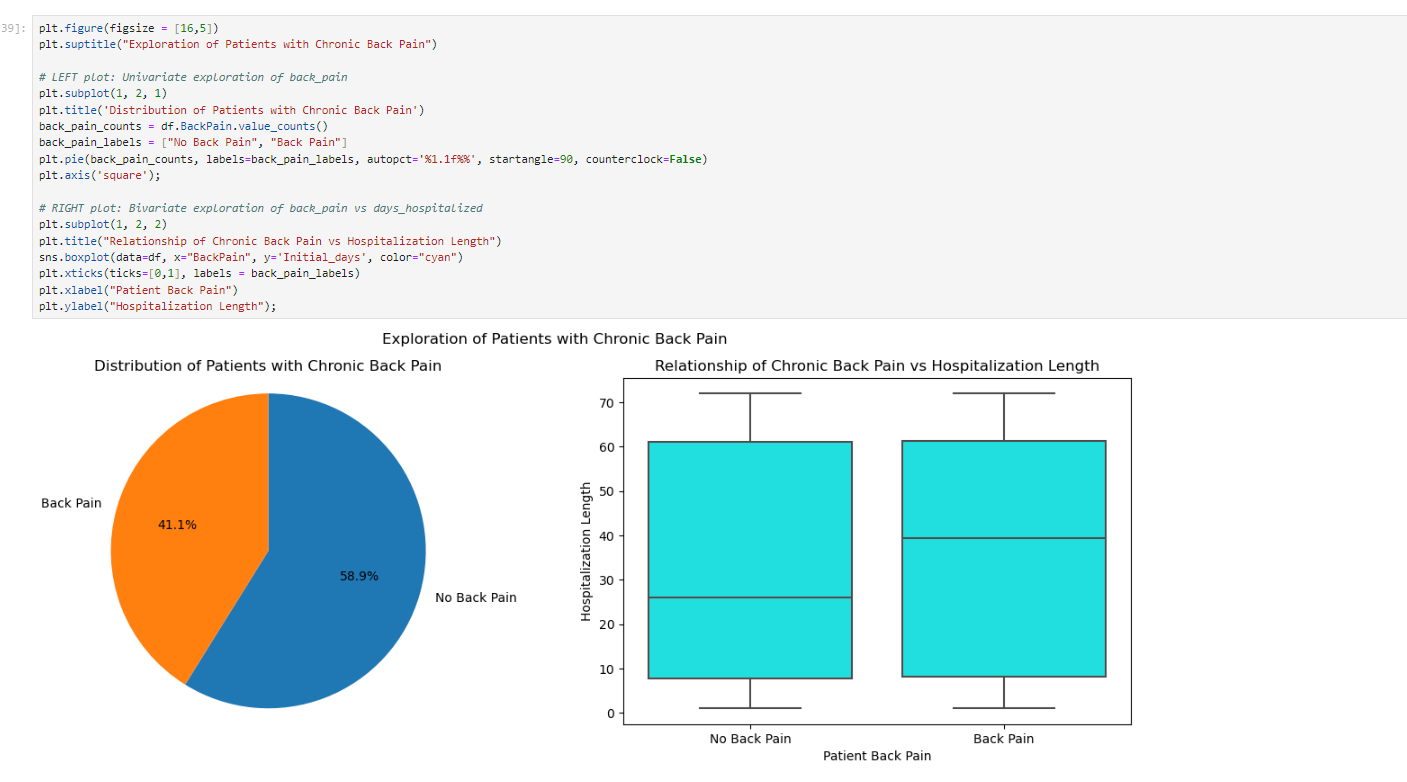 39]:
plt.figure(figsize = [16,5])
plt.suptitle("Exploration of Patients with Chronic Back Pain")
# LEFT plot: Univariate exploration of back_pain
plt.subplot(1, 2, 1)
plt.title('Distribution of Patients with Chronic Back Pain')
back_pain_counts = df.BackPain.value_counts()
back_pain_labels = ["No Back Pain", "Back Pain"]
plt.pie(back_pain_counts, labels=back_pain_labels, autopct='%1.1f%%', startangle=90, counterclock=False)
plt.axis('square');
# RIGHT plot: Bivariate exploration of back_pain vs days_hospitalized
plt.subplot(1, 2, 2)
plt.title("Relationship of Chronic Back Pain vs Hospitalization Length")
sns.boxplot(data=df, x="BackPain", y='Initial_days', color="cyan")
plt.xticks(ticks=[0,1], labels = back_pain_labels)
plt.xlabel("Patient Back Pain")
plt.ylabel("Hospitalization Length");
Exploration of Patients with Chronic Back Pain
Distribution of Patients with Chronic Back Pain
Back Pain
41.1%
58.9%
No Back Pain
Relationship of Chronic Back Pain vs Hospitalization Length
Hospitalization Length
70
60
50
40
30
20
10
0
No Back Pain
Back Pain
Patient Back Pain